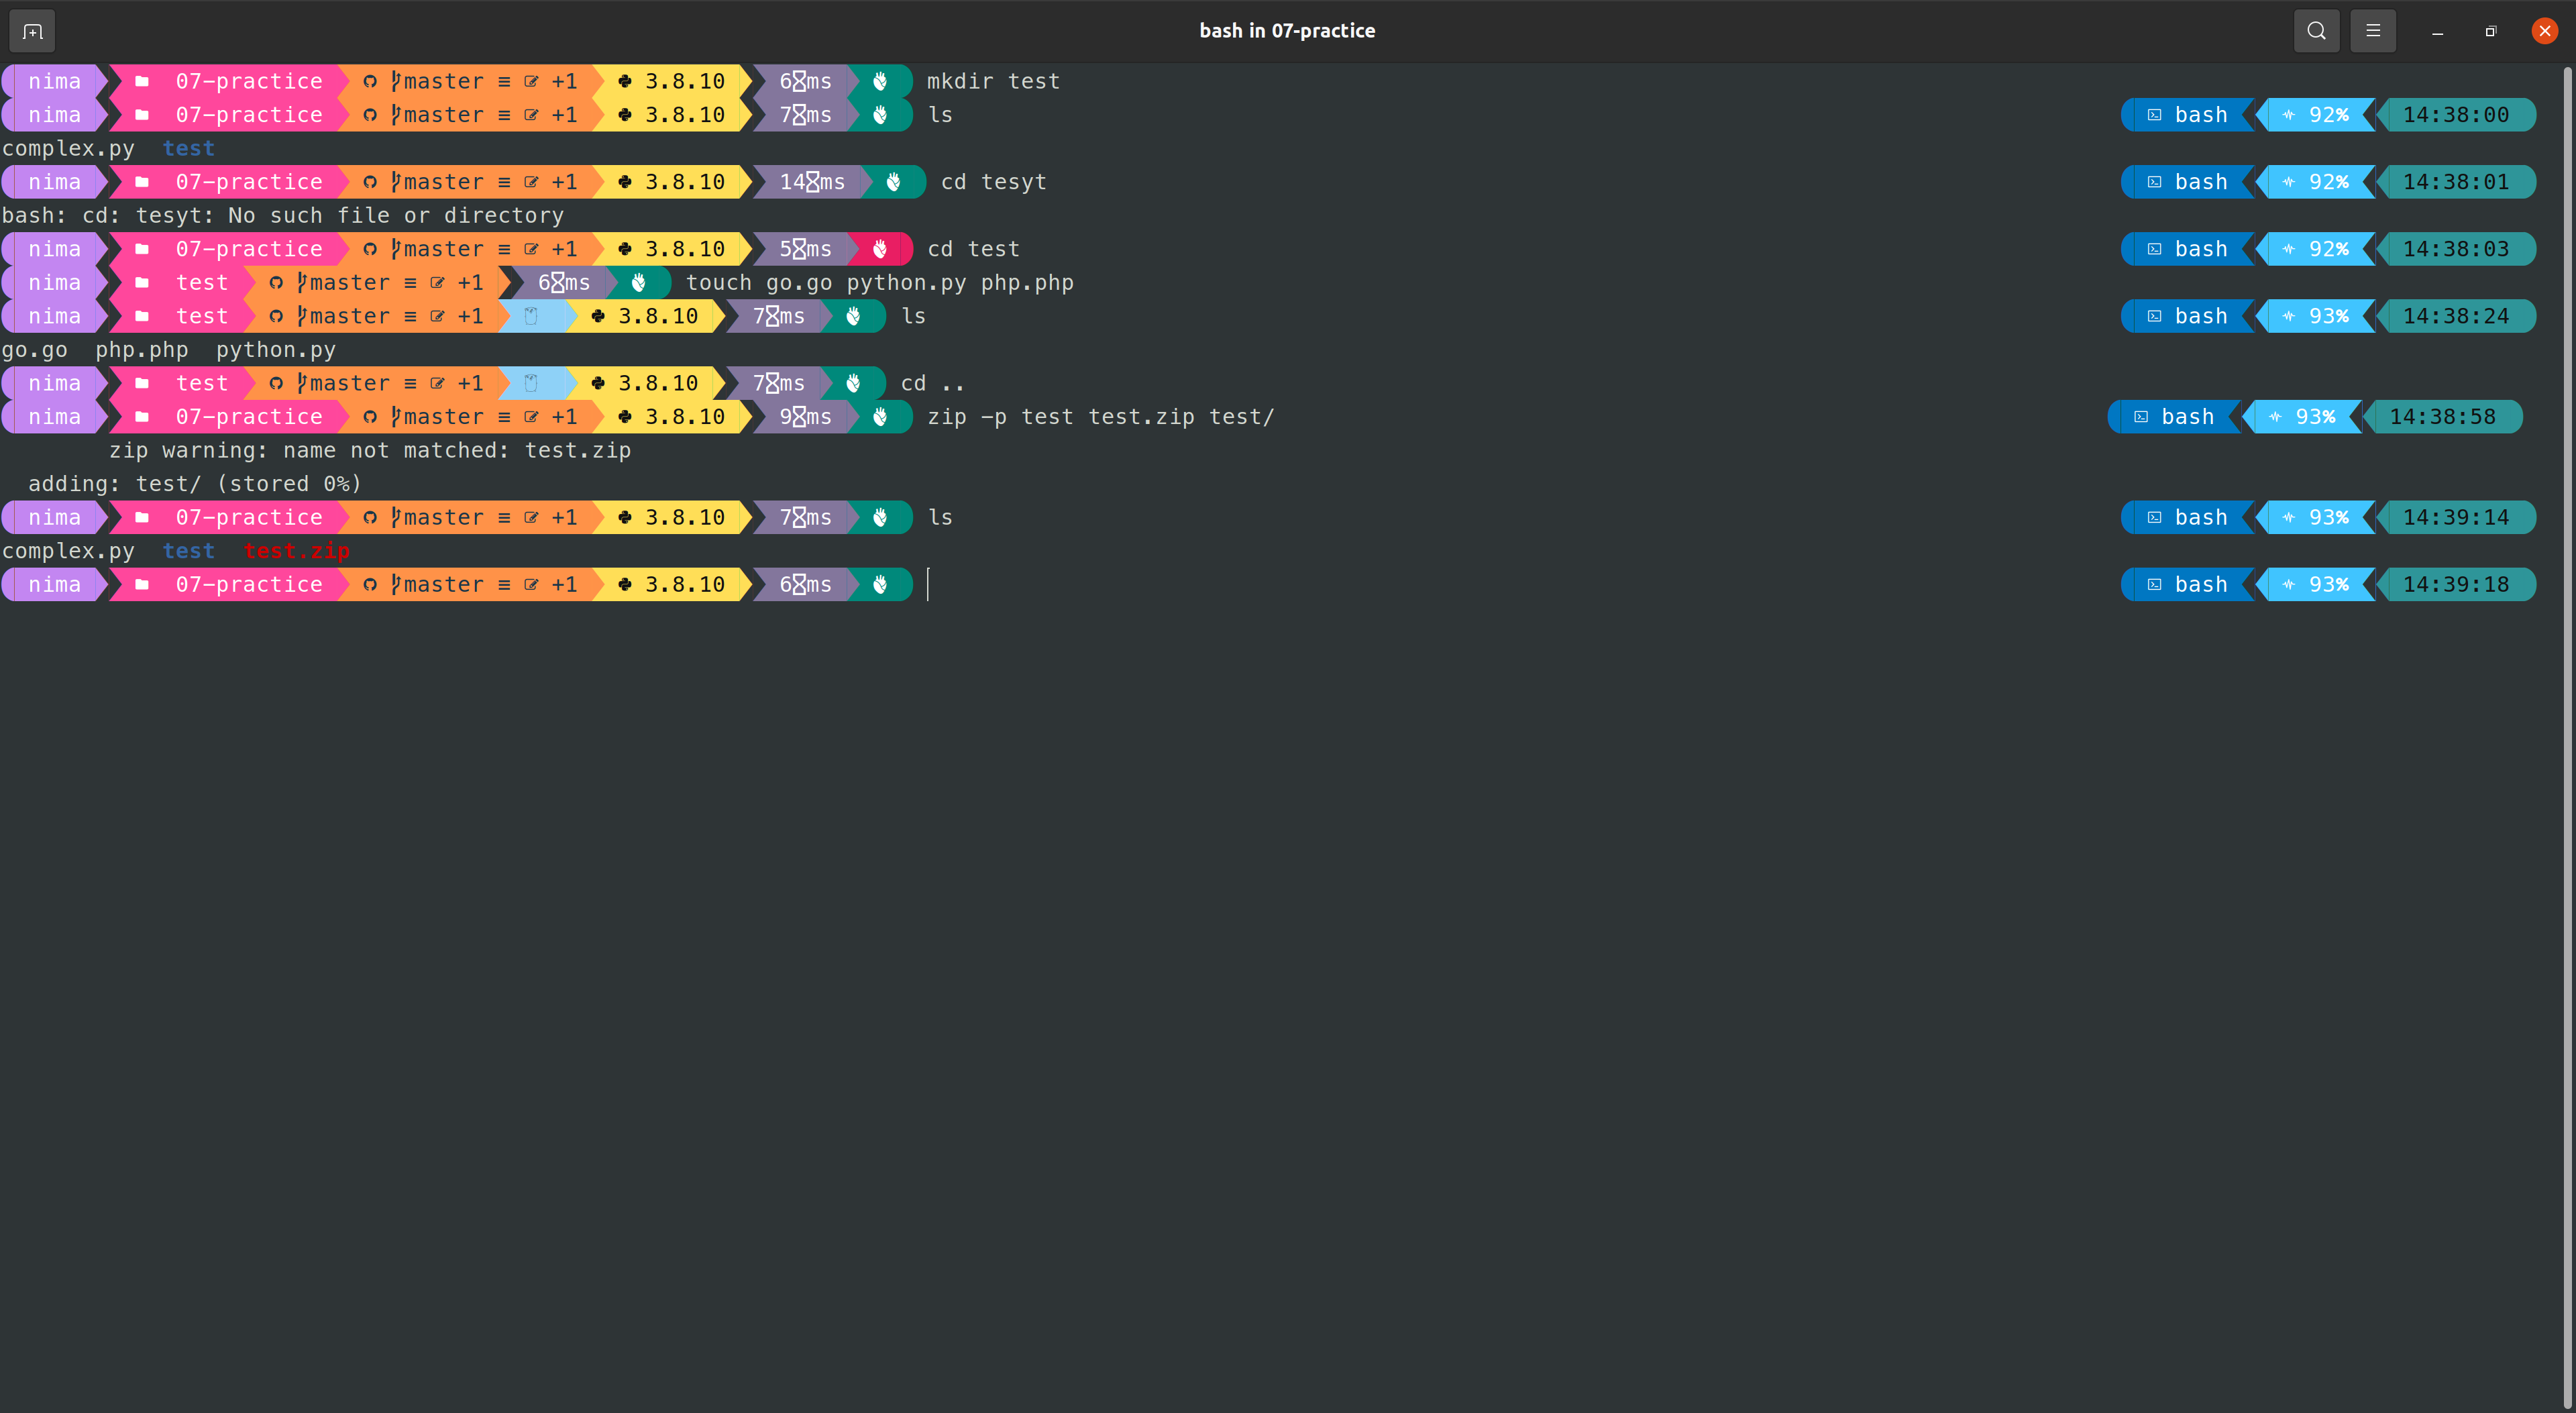 bash in 07-practice
nima 07-practice master ≡ +1 3.8.10 6ms mkdir test
nima 07-practice master ≡ +1 3.8.10 7ms ls bash 92% 14:38:00
complex.py test
nima 07-practice master ≡ +1 3.8.10 14ms cd tesyt bash 92% 14:38:01
bash: cd: tesyt: No such file or directory
nima 07-practice master ≡ +1 3.8.10 5ms cd test bash 92% 14:38:03
nima test master ≡ +1 6ms touch go.go python.py php.php
nima test master ≡ +1 3.8.10 7ms ls bash 93% 14:38:24
go.go php.php python.py
nima test master ≡ +1 3.8.10 7ms cd ..
nima 07-practice master ≡ +1 3.8.10 9ms zip -p test test.zip test/ bash 93% 14:38:58
zip warning: name not matched: test.zip
adding: test/ (stored 0%)
nima 07-practice master ≡ +1 3.8.10 7ms ls bash 93% 14:39:14
complex.py test test.zip
nima 07-practice master ≡ +1 3.8.10 6ms bash 93% 14:39:18